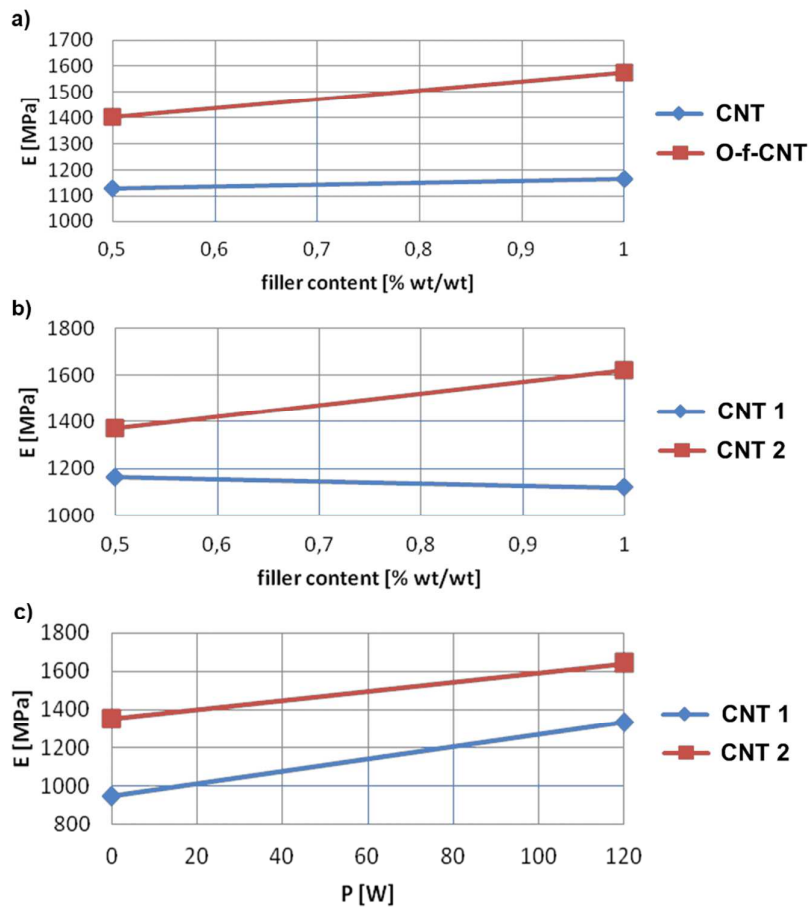 a)
1700
1600
1500
1400
1300
1200
1100
1000
E [MPa]
0,5 0,6 0,7 0,8 0,9 1
filler content [% wt/wt]
CNT
O-f-CNT
b)
1800
1600
1400
1200
1000
E [MPa]
0,5 0,6 0,7 0,8 0,9 1
filler content [% wt/wt]
CNT 1
CNT 2
c)
1800
1600
1400
1200
1000
800
E [MPa]
0 20 40 60 80 100 120
P [W]
CNT 1
CNT 2